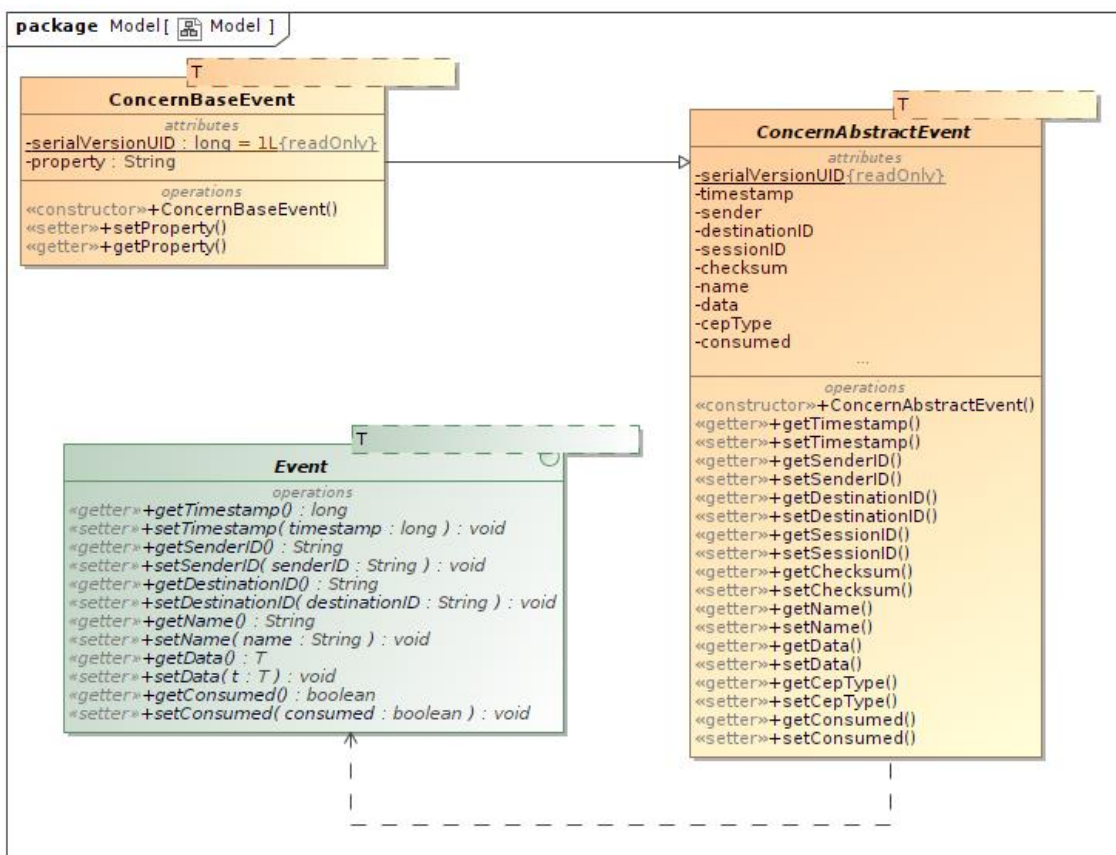 package Model[ Model ]
T
ConcernBaseEvent
attributes
-serialVersionUID : long = 1L{readOnly}
-property : String
operations
«constructor»+ConcernBaseEvent()
«setter»+setProperty()
«getter»+getProperty()
T
ConcernAbstractEvent
attributes
-serialVersionUID{readOnly}
-timestamp
-sender
-destinationID
-sessionID
-checksum
-name
-data
-cepType
-consumed
...
operations
«constructor»+ConcernAbstractEvent()
«getter»+getTimestamp()
«setter»+setTimestamp()
«getter»+getSenderID()
«setter»+setSenderID()
«getter»+getDestinationID()
«setter»+setDestinationID()
«getter»+getSessionID()
«setter»+setSessionID()
«getter»+getChecksum()
«setter»+setChecksum()
«getter»+getName()
«setter»+setName()
«getter»+getData()
«setter»+setData()
«getter»+getCepType()
«setter»+setCepType()
«getter»+getConsumed()
«setter»+setConsumed()
T
Event
operations
«getter»+getTimestamp() : long
«setter»+setTimestamp( timestamp : long ) : void
«getter»+getSenderID() : String
«setter»+setSenderID( senderID : String ) : void
«getter»+getDestinationID() : String
«setter»+setDestinationID( destinationID : String ) : void
«getter»+getName() : String
«setter»+setName( name : String ) : void
«getter»+getData() : T
«setter»+setData( t : T ) : void
«getter»+getConsumed() : boolean
«setter»+setConsumed( consumed : boolean ) : void